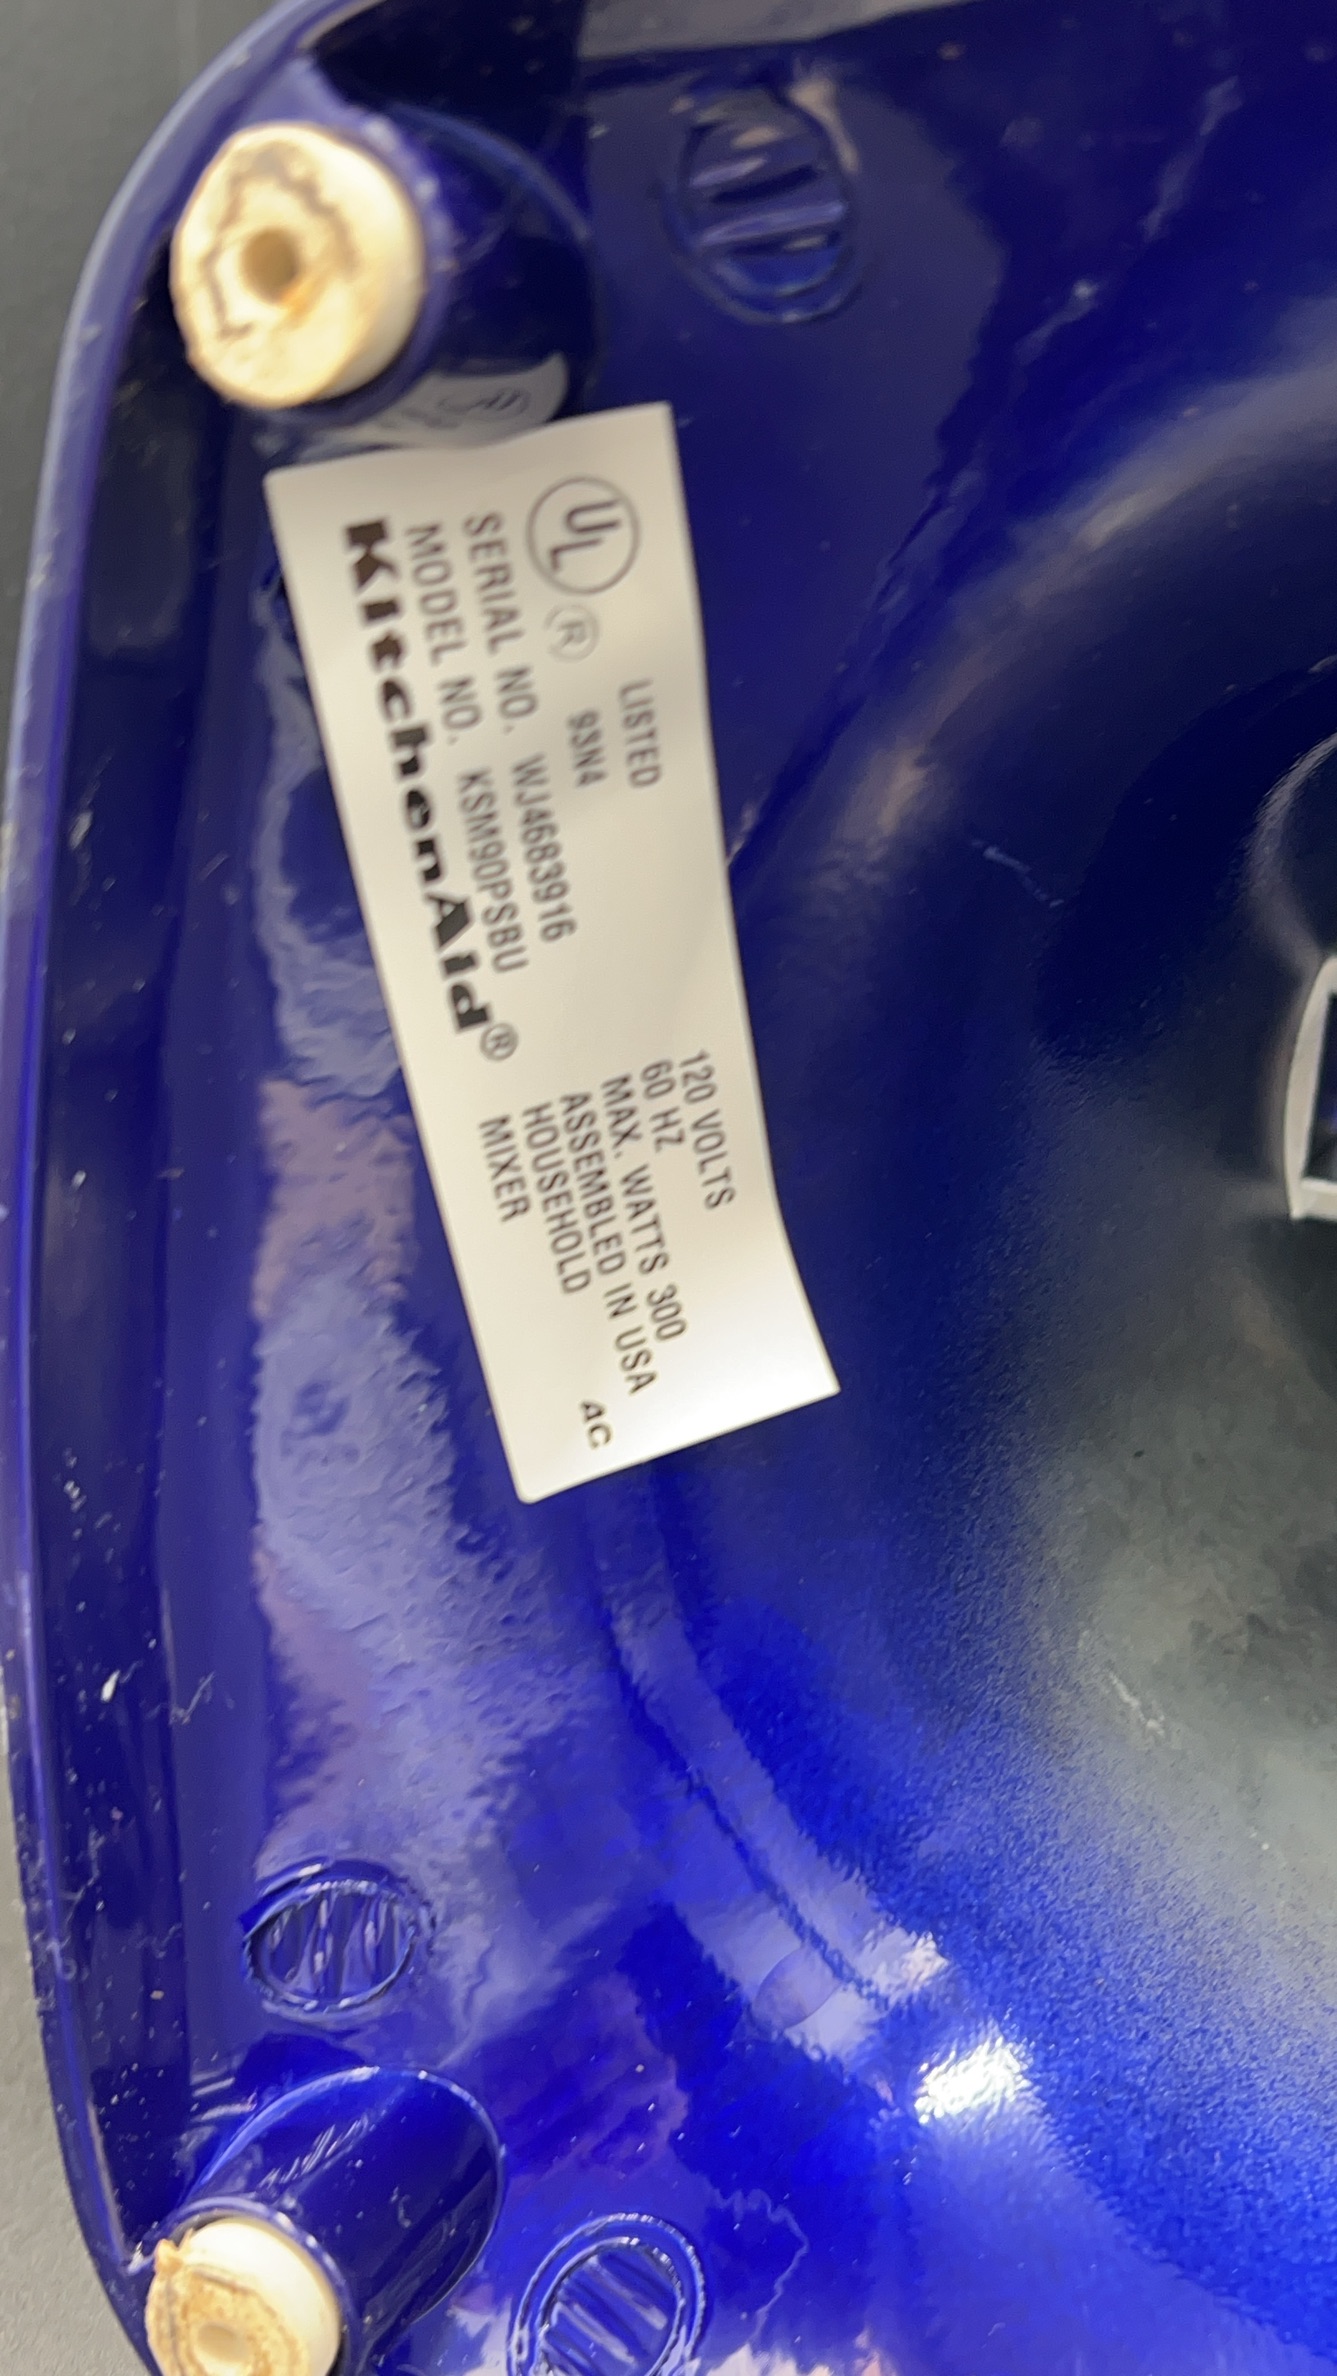 UL ® LISTED
93N4
SERIAL NO. WJ4683916
MODEL NO. KSM90PSBU
KitchenAid®
120 VOLTS
60 HZ
MAX. WATTS 300
ASSEMBLED IN USA
HOUSEHOLD AC
MIXER